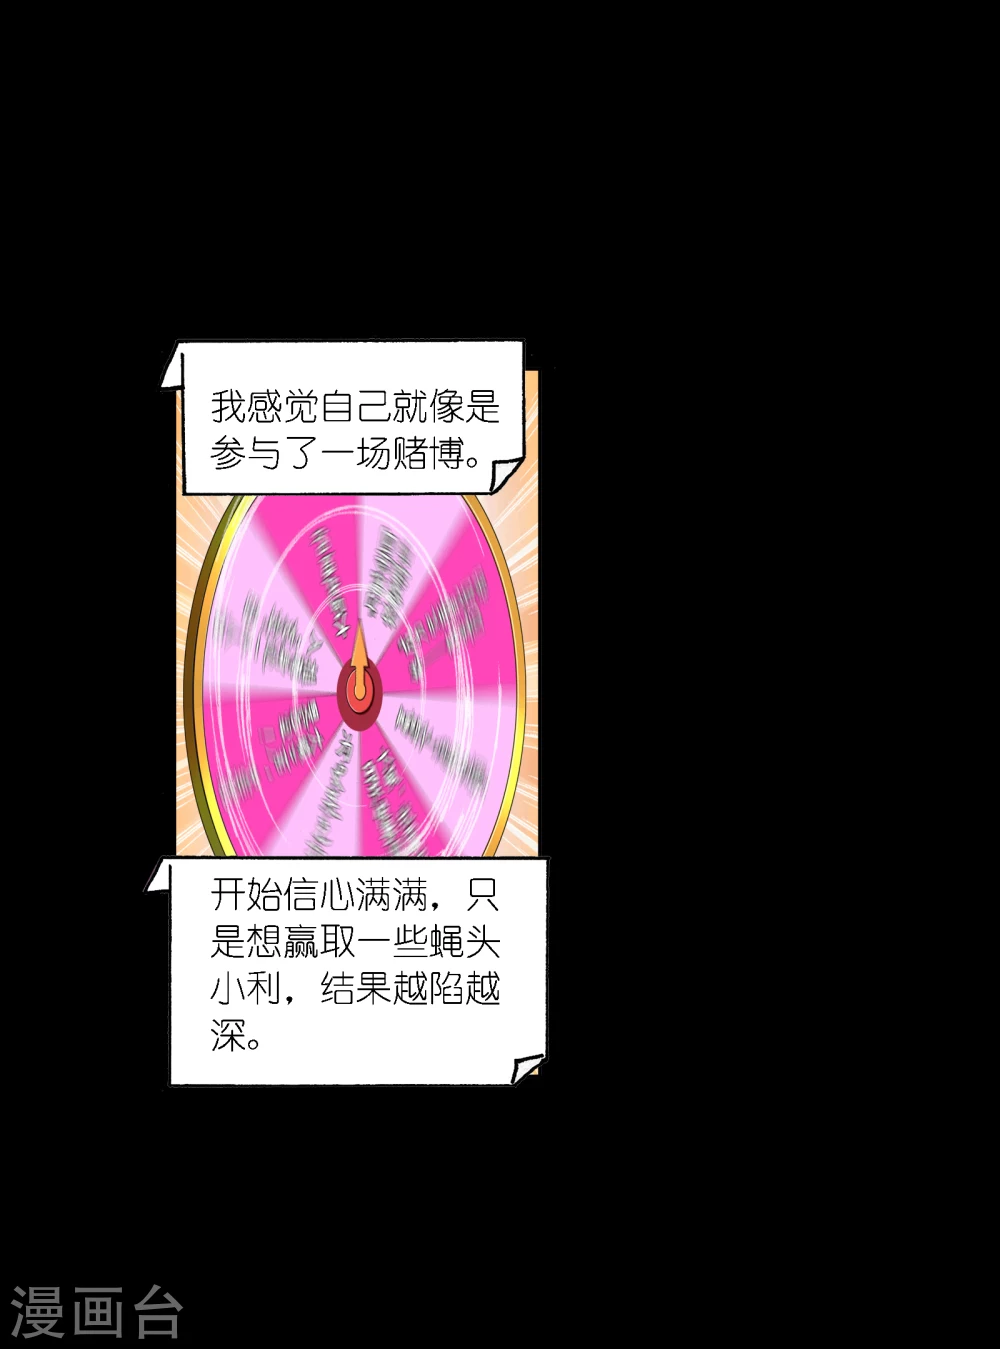 我感觉自己就像是
参与了一场赌博。
开始信心满满，只
是想赢取一些蝇头
小利，结果越陷越
深。
漫画台